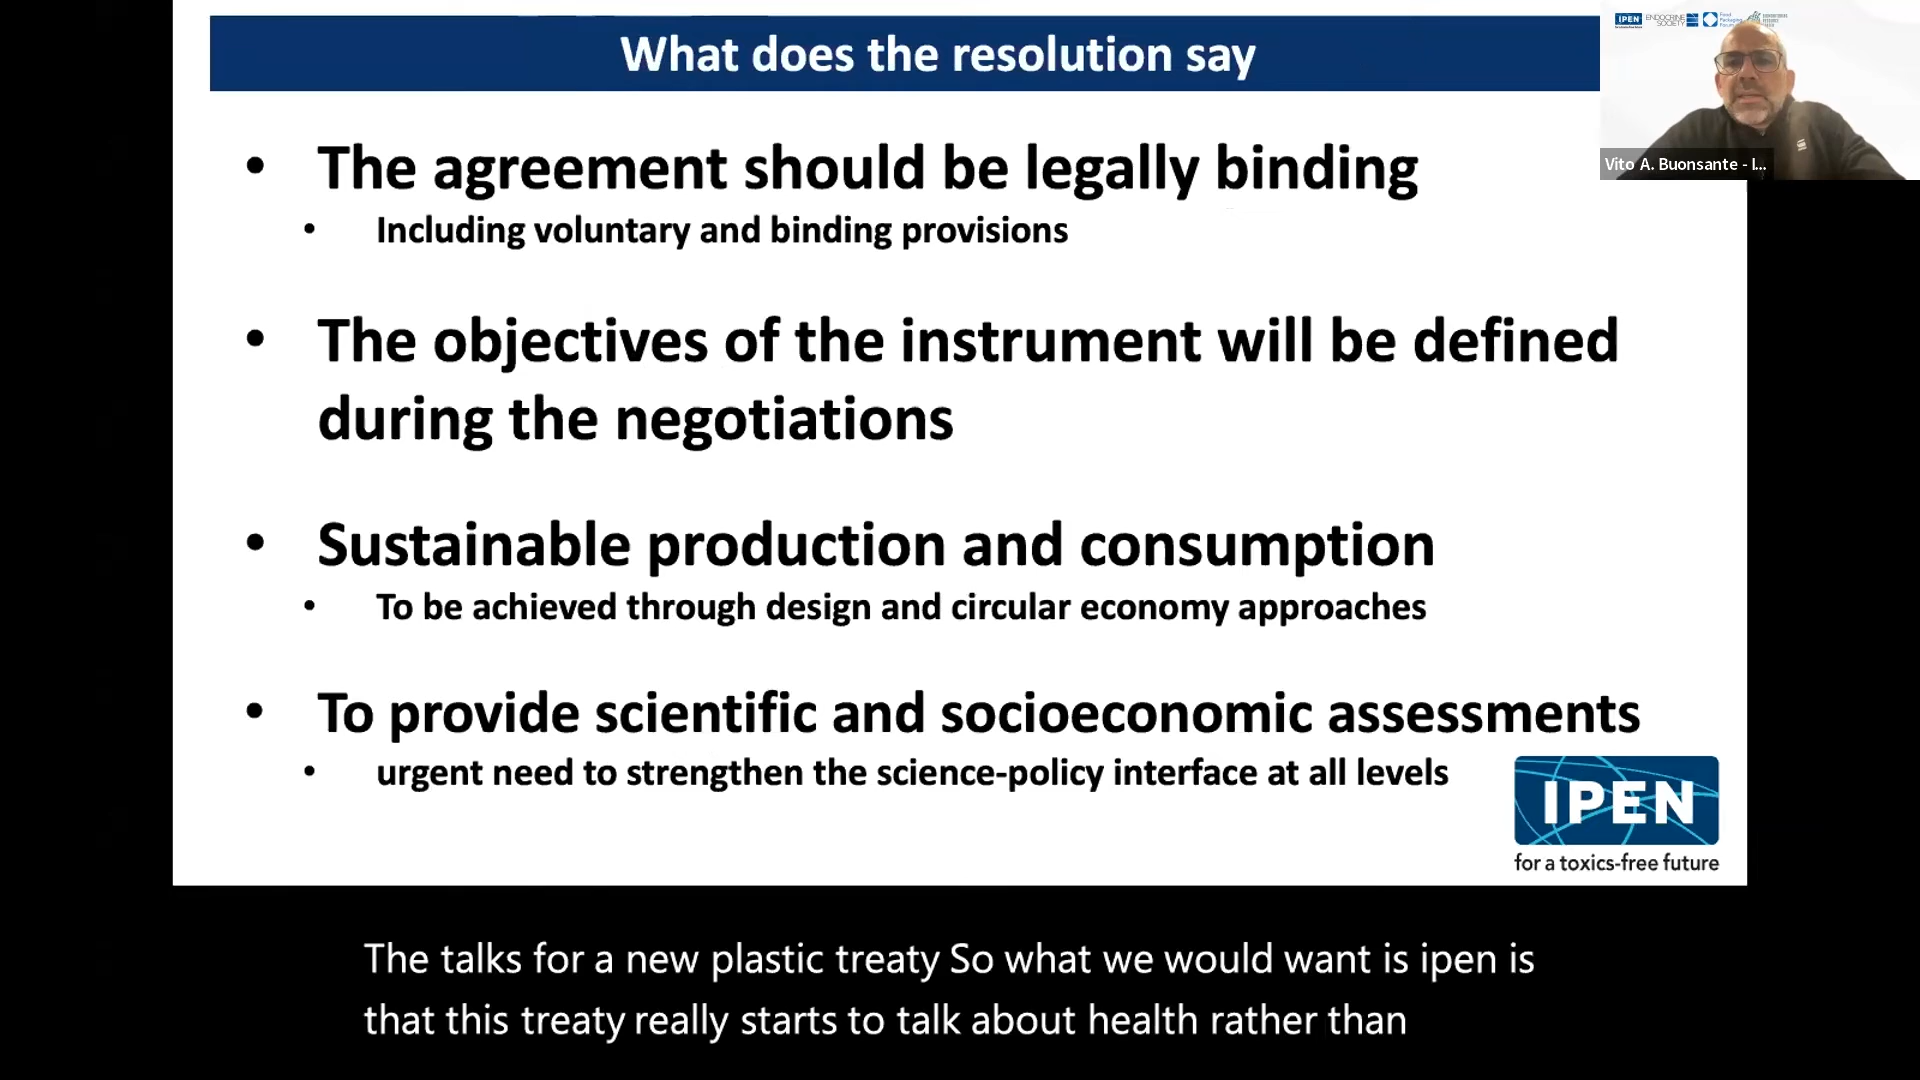 What does the resolution say
IPEN
ENDOCRINE
SOCIETY
Vito A. Buonsante - I...
• The agreement should be legally binding
• Including voluntary and binding provisions
• The objectives of the instrument will be defined
during the negotiations
• Sustainable production and consumption
• To be achieved through design and circular economy approaches
• To provide scientific and socioeconomic assessments
• urgent need to strengthen the science-policy interface at all levels
IPEN
for a toxics-free future
The talks for a new plastic treaty So what we would want is ipen is
that this treaty really starts to talk about health rather than